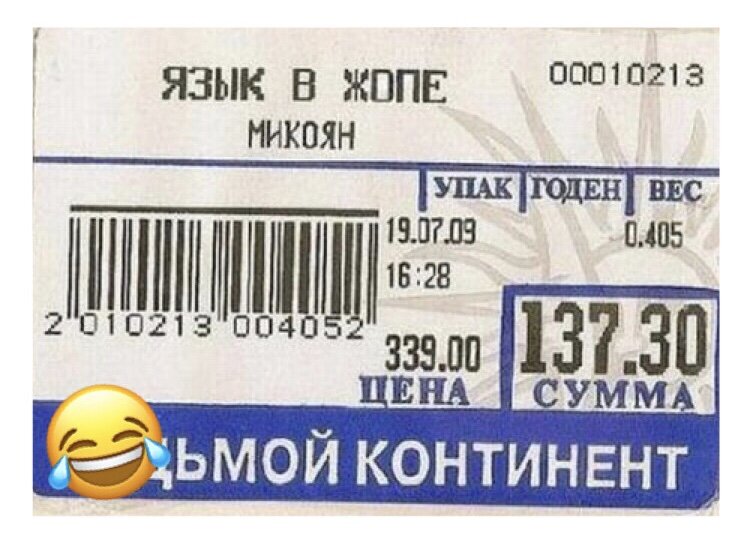 ЯЗЫК В ЖОПЕ
00010213
МИКОЯН
УПАК ГОДЕН ВЕС
19.07.09 0.405
16:28
2 010213 004052
339.00 137.30
ЦЕНА СУММА
ЬМОЙ КОНТИНЕНТ